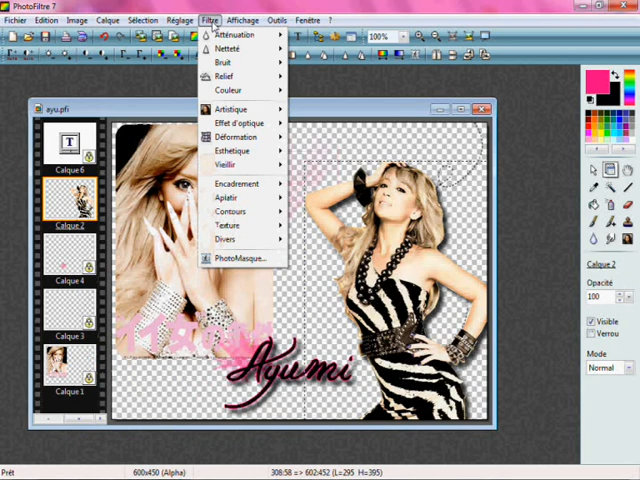 PhotoFiltre 7
Fichier Edition Image Calque Sélection Réglage Filtre Affichage Outils Fenêtre ?
100%
Atténuation
Netteté
Bruit
Relief
Couleur
Artistique
Effet d'optique
Déformation
Esthétique
Vieillir
Encadrement
Aplatir
Contours
Texture
Divers
PhotoMasque...
ayu.pfi
T
Calque 6
Calque 2
Calque 4
Calque 3
Calque 1
Ayumi
Calque 2
Opacité
100
Visible
Verrou
Mode
Normal
Prêt
600x450 (Alpha)
308:58 => 602:452 (L=295 H=395)